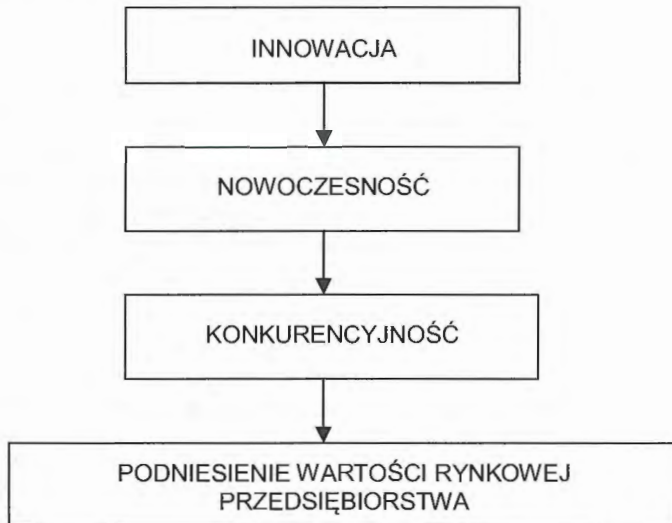 INNOWACJA
NOWOCZESNOŚĆ
KONKURENCYJNOŚĆ
PODNIESIENIE WARTOŚCI RYNKOWEJ
PRZEDSIĘBIORSTWA